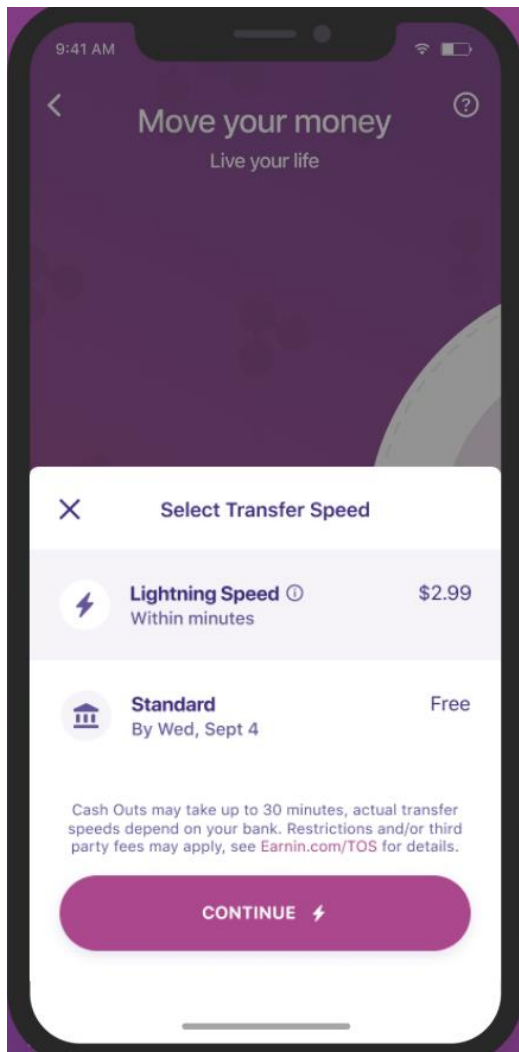 9:41 AM
Move your money
Live your life
Select Transfer Speed
Lightning Speed $2.99
Within minutes
Standard Free
By Wed, Sept 4
Cash Outs may take up to 30 minutes, actual transfer
speeds depend on your bank. Restrictions and/or third
party fees may apply, see Earnin.com/TOS for details.
CONTINUE